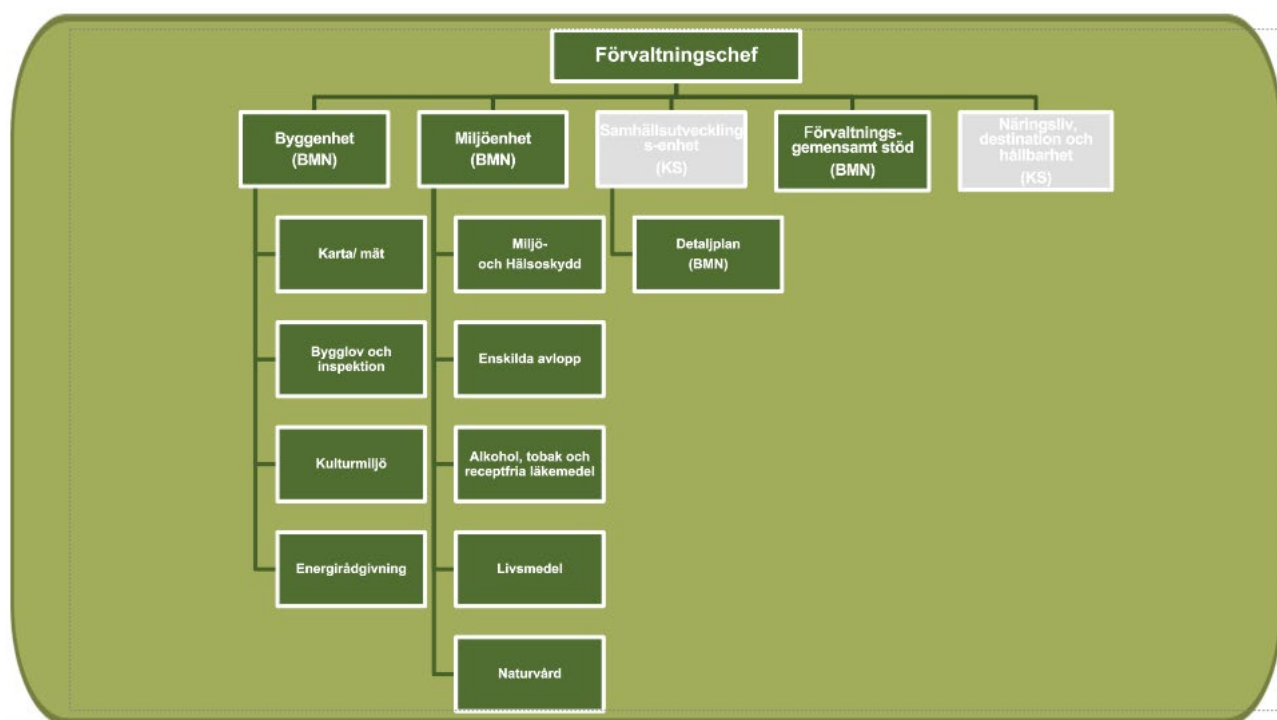 Förvaltningschef
Byggenhet
(BMN)
Miljöenhet
(BMN)
Samhällsutveckling
s-enhet
(KS)
Förvaltnings-
gemensamt stöd
(BMN)
Näringsliv,
destination och
hållbarhet
(KS)
Karta/ mät
Miljö-
och Hälsoskydd
Detaljplan
(BMN)
Bygglov och
inspektion
Enskilda avlopp
Kulturmiljö
Alkohol, tobak och
receptfria läkemedel
Energirådgivning
Livsmedel
Naturvård